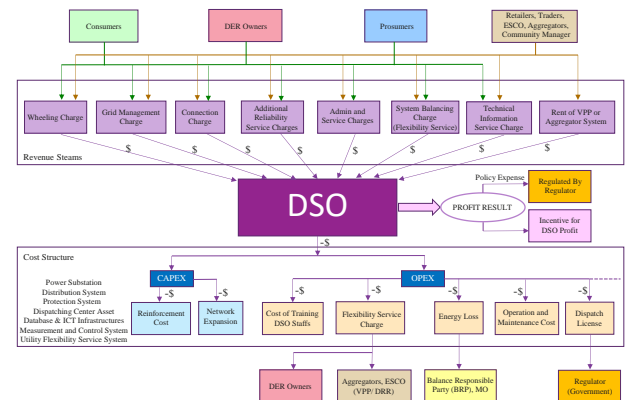 Consumers
DER Owners
Prosumers
Retailers, Traders,
ESCO, Aggregators,
Community Manager
Wheeling Charge
Grid Management
Charge
Connection
Charge
Additional
Reliability
Service Charges
Admin and
Service Charges
System Balancing
Charge
(Flexibility Service)
Technical
Information
Service Charge
Rent of VPP or
Aggregator System
Revenue Steams
$
$
$
$
$
$
$
$
DSO
Policy Expense
PROFIT RESULT
Regulated By
Regulator
Incentive for
DSO Profit
-$
Cost Structure
CAPEX
OPEX
Power Substation
Distribution System
Protection System
Dispatching Center Asset
Database & ICT Infrastructures
Measurement and Control System
Utility Flexibility Service System
-$
-$
-$
-$
-$
-$
-$
Reinforcement
Cost
Network
Expansion
Cost of Training
DSO Staffs
Flexibility Service
Charge
Energy Loss
Operation and
Maintenance Cost
Dispatch
License
DER Owners
Aggregators, ESCO
(VPP/ DRR)
Balance Responsible
Party (BRP), MO
Regulator
(Government)